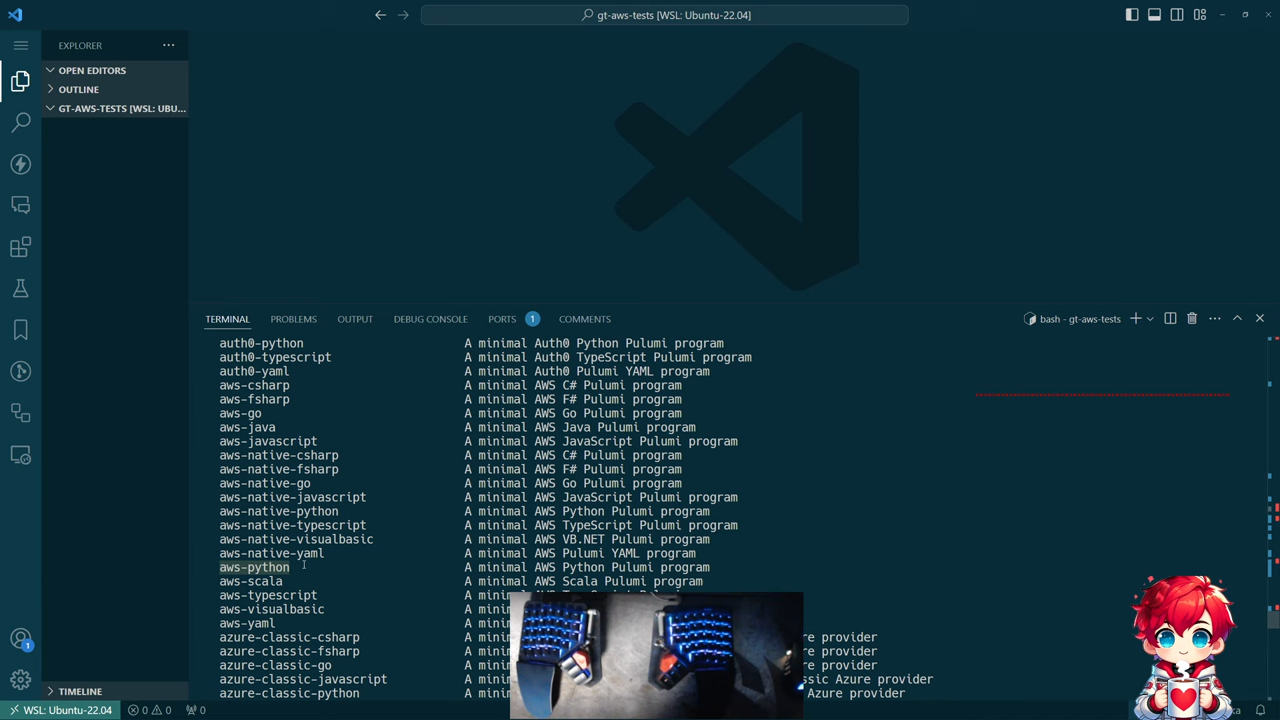 gt-aws-tests [WSL: Ubuntu-22.04]
EXPLORER
OPEN EDITORS
OUTLINE
GT-AWS-TESTS [WSL: UBU...
TERMINAL
PROBLEMS
OUTPUT
DEBUG CONSOLE
PORTS 1
COMMENTS
bash - gt-aws-tests
auth0-python A minimal Auth0 Python Pulumi program
auth0-typescript A minimal Auth0 TypeScript Pulumi program
auth0-yaml A minimal Auth0 Pulumi YAML program
aws-csharp A minimal AWS C# Pulumi program
aws-fsharp A minimal AWS F# Pulumi program
aws-go A minimal AWS Go Pulumi program
aws-java A minimal AWS Java Pulumi program
aws-javascript A minimal AWS JavaScript Pulumi program
aws-native-csharp A minimal AWS C# Pulumi program
aws-native-fsharp A minimal AWS F# Pulumi program
aws-native-go A minimal AWS Go Pulumi program
aws-native-javascript A minimal AWS JavaScript Pulumi program
aws-native-python A minimal AWS Python Pulumi program
aws-native-typescript A minimal AWS TypeScript Pulumi program
aws-native-visualbasic A minimal AWS VB.NET Pulumi program
aws-native-yaml A minimal AWS Pulumi YAML program
aws-python A minimal AWS Python Pulumi program
aws-scala A minimal AWS Scala Pulumi program
aws-typescript A minimal AWS TypeScript Pulumi program
aws-visualbasic
aws-yaml
azure-classic-csharp e provider
azure-classic-fsharp e provider
azure-classic-go e provider
azure-classic-javascript sic Azure provider
azure-classic-python Azure provider
TIMELINE
1
WSL: Ubuntu-22.04 0 0 0